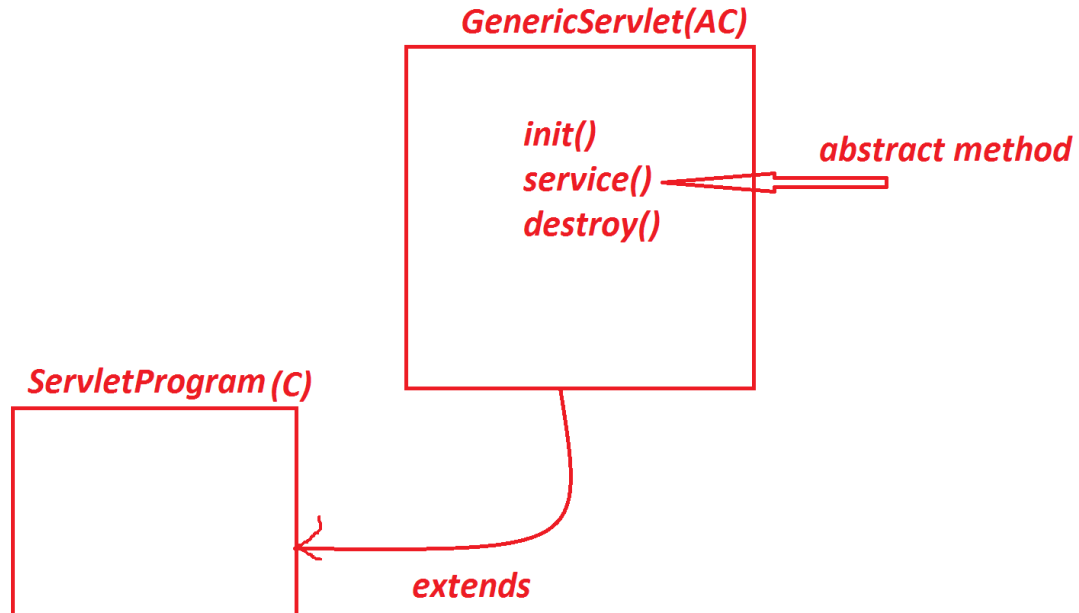 GenericServlet(AC)
init()
service()
destroy()
abstract method
ServletProgram (C)
extends